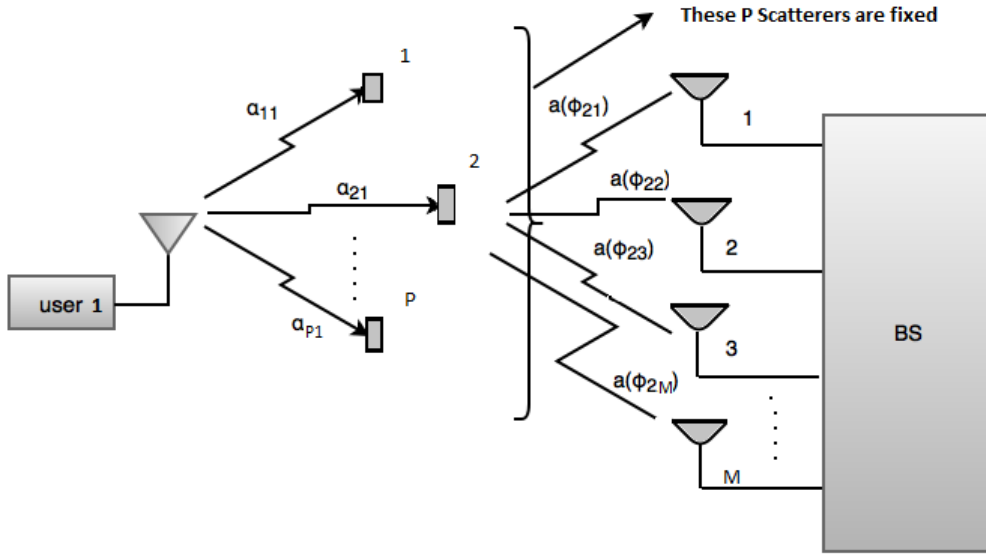 These P Scatterers are fixed
1
α11
a(ϕ21)
1
2
α21
a(ϕ22)
2
a(ϕ23)
user 1
P
αP1
3
BS
a(ϕ2M)
M